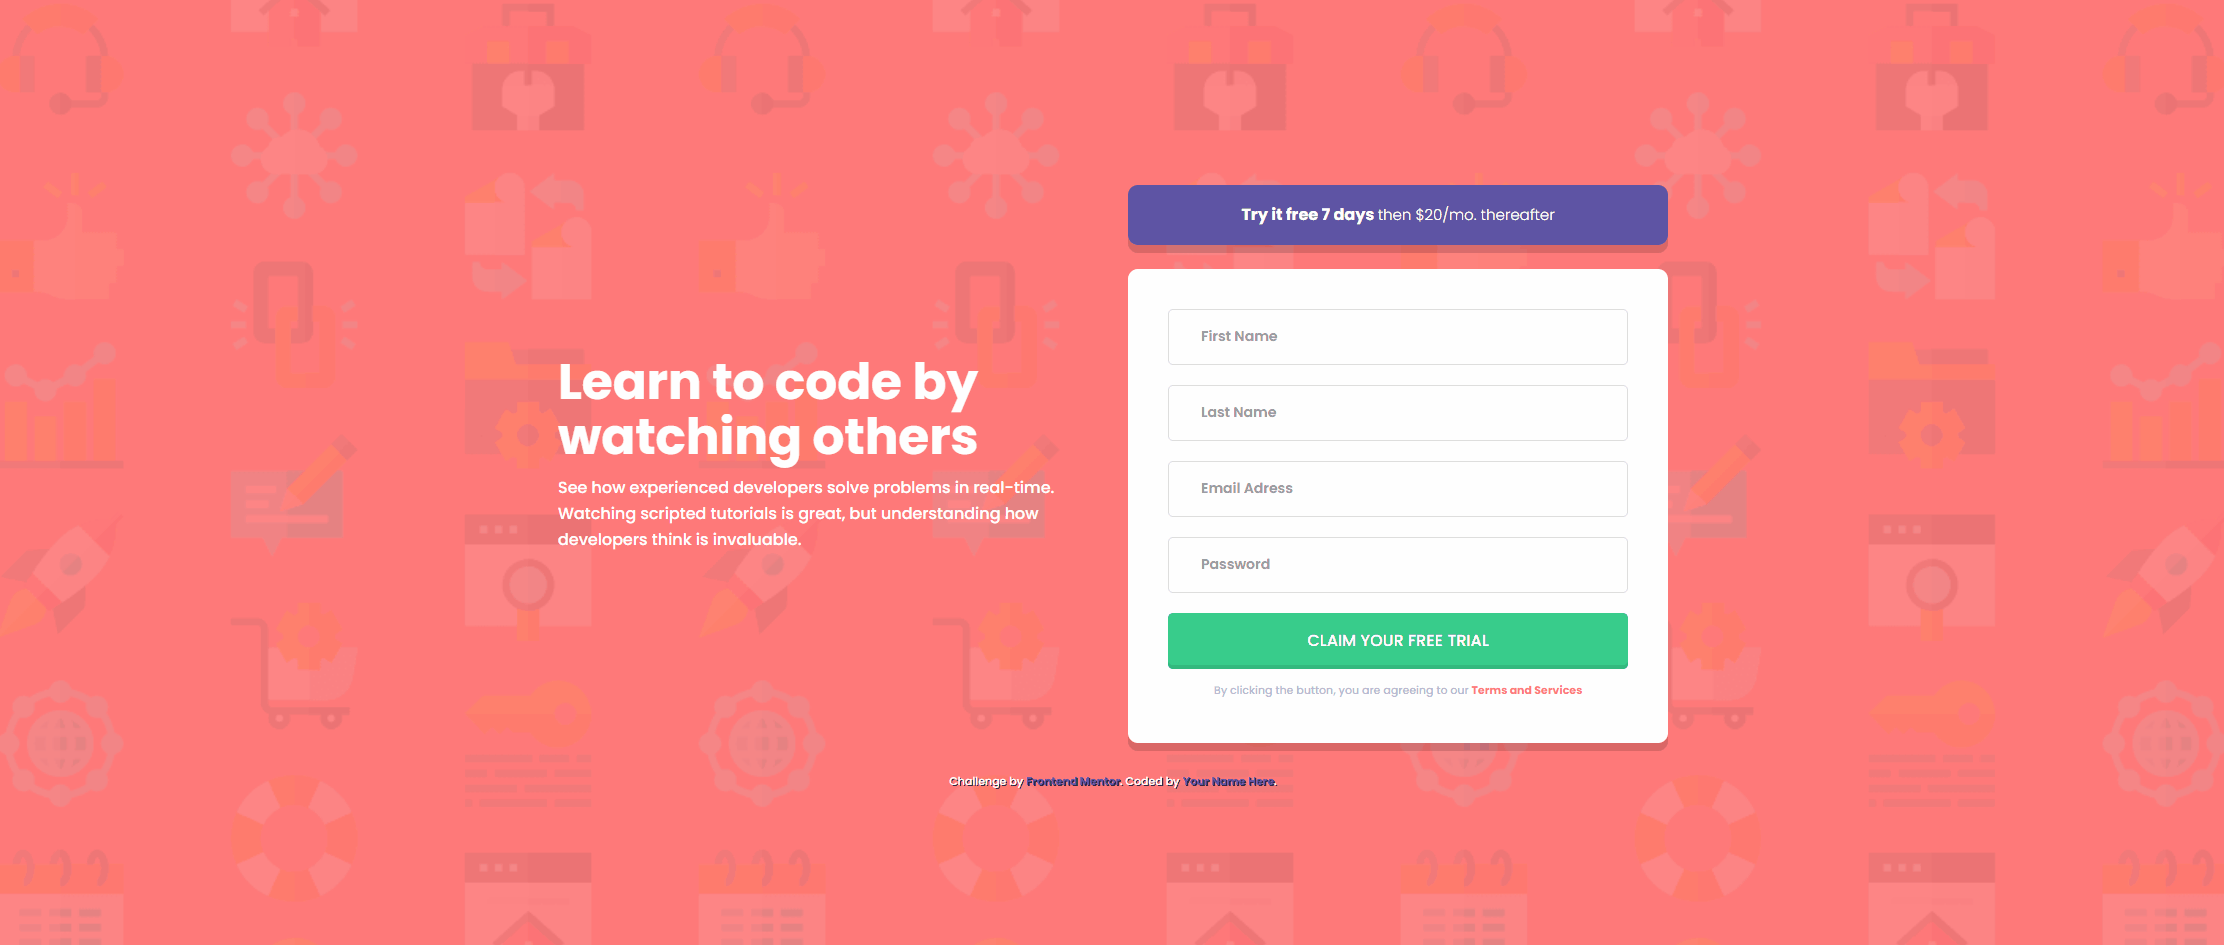 Learn to code by
watching others
See how experienced developers solve problems in real-time.
Watching scripted tutorials is great, but understanding how
developers think is invaluable.
Try it free 7 days then $20/mo. thereafter
First Name
Last Name
Email Adress
Password
CLAIM YOUR FREE TRIAL
By clicking the button, you are agreeing to our Terms and Services
Challenge by Frontend Mentor. Coded by Your Name Here.